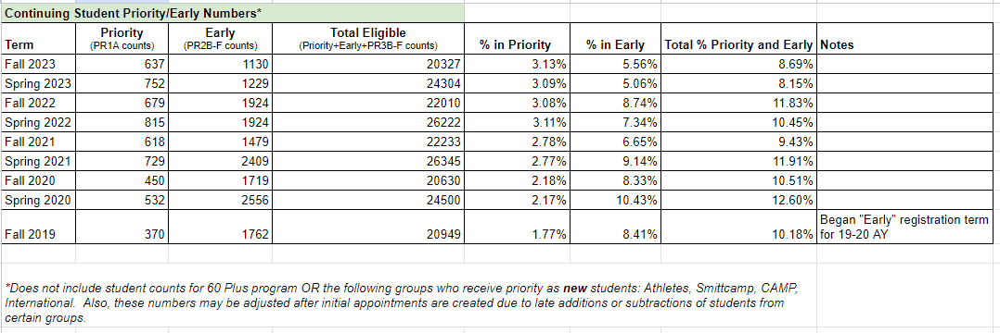 Continuing Student Priority/Early Numbers*
Term Priority (PR1A counts) Early (PR2B-F counts) Total Eligible (Priority+Early+PR3B-F counts) % in Priority % in Early Total % Priority and Early Notes
Fall 2023 637 1130 20327 3.13% 5.56% 8.69%
Spring 2023 752 1229 24304 3.09% 5.06% 8.15%
Fall 2022 679 1924 22010 3.08% 8.74% 11.83%
Spring 2022 815 1924 26222 3.11% 7.34% 10.45%
Fall 2021 618 1479 22233 2.78% 6.65% 9.43%
Spring 2021 729 2409 26345 2.77% 9.14% 11.91%
Fall 2020 450 1719 20630 2.18% 8.33% 10.51%
Spring 2020 532 2556 24500 2.17% 10.43% 12.60%
Fall 2019 370 1762 20949 1.77% 8.41% 10.18% Began "Early" registration term
for 19-20 AY
*Does not include student counts for 60 Plus program OR the following groups who receive priority as new students: Athletes, Smittcamp, CAMP,
International. Also, these numbers may be adjusted after initial appointments are created due to late additions or subtractions of students from
certain groups.